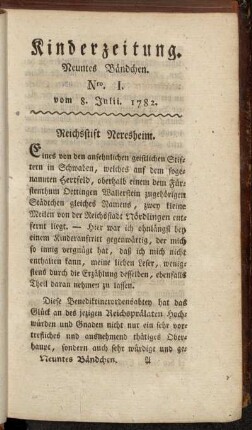 Kinderzeitung.
Neuntes Bändchen.
Nro. I.
vom 8. Julii. 1782.
Reichsstift Neresheim.
Eines von den ansehnlichen geistlichen Stif-
tern in Schwaben, welches auf dem soge-
nannten Hertfeld, oberhalb einem dem Für-
stenthum Oettingen Wallerstein zugehörigen
Städtchen gleiches Namens, zwey kleine
Meilen von der Reichsstadt Nördlingen ent-
fernt liegt. — Hier war ich ohnlängst bey
einem Kinderauftritt gegenwärtig, der mich
so innig vergnügt hat, daß ich mich nicht
enthalten kann, meine lieben Leser, wenig-
stens durch die Erzählung desselben, ebenfalls
Theil daran nehmen zu lassen.
Diese Benediktinerordensabtey hat das
Glück an des jezigen Reichsprälaten Hoch-
würden und Gnaden nicht nur ein sehr vor-
trefliches und ausnehmend thätiges Ober-
haupt, sondern auch sehr würdige und ge-
Neuntes Bändchen. A